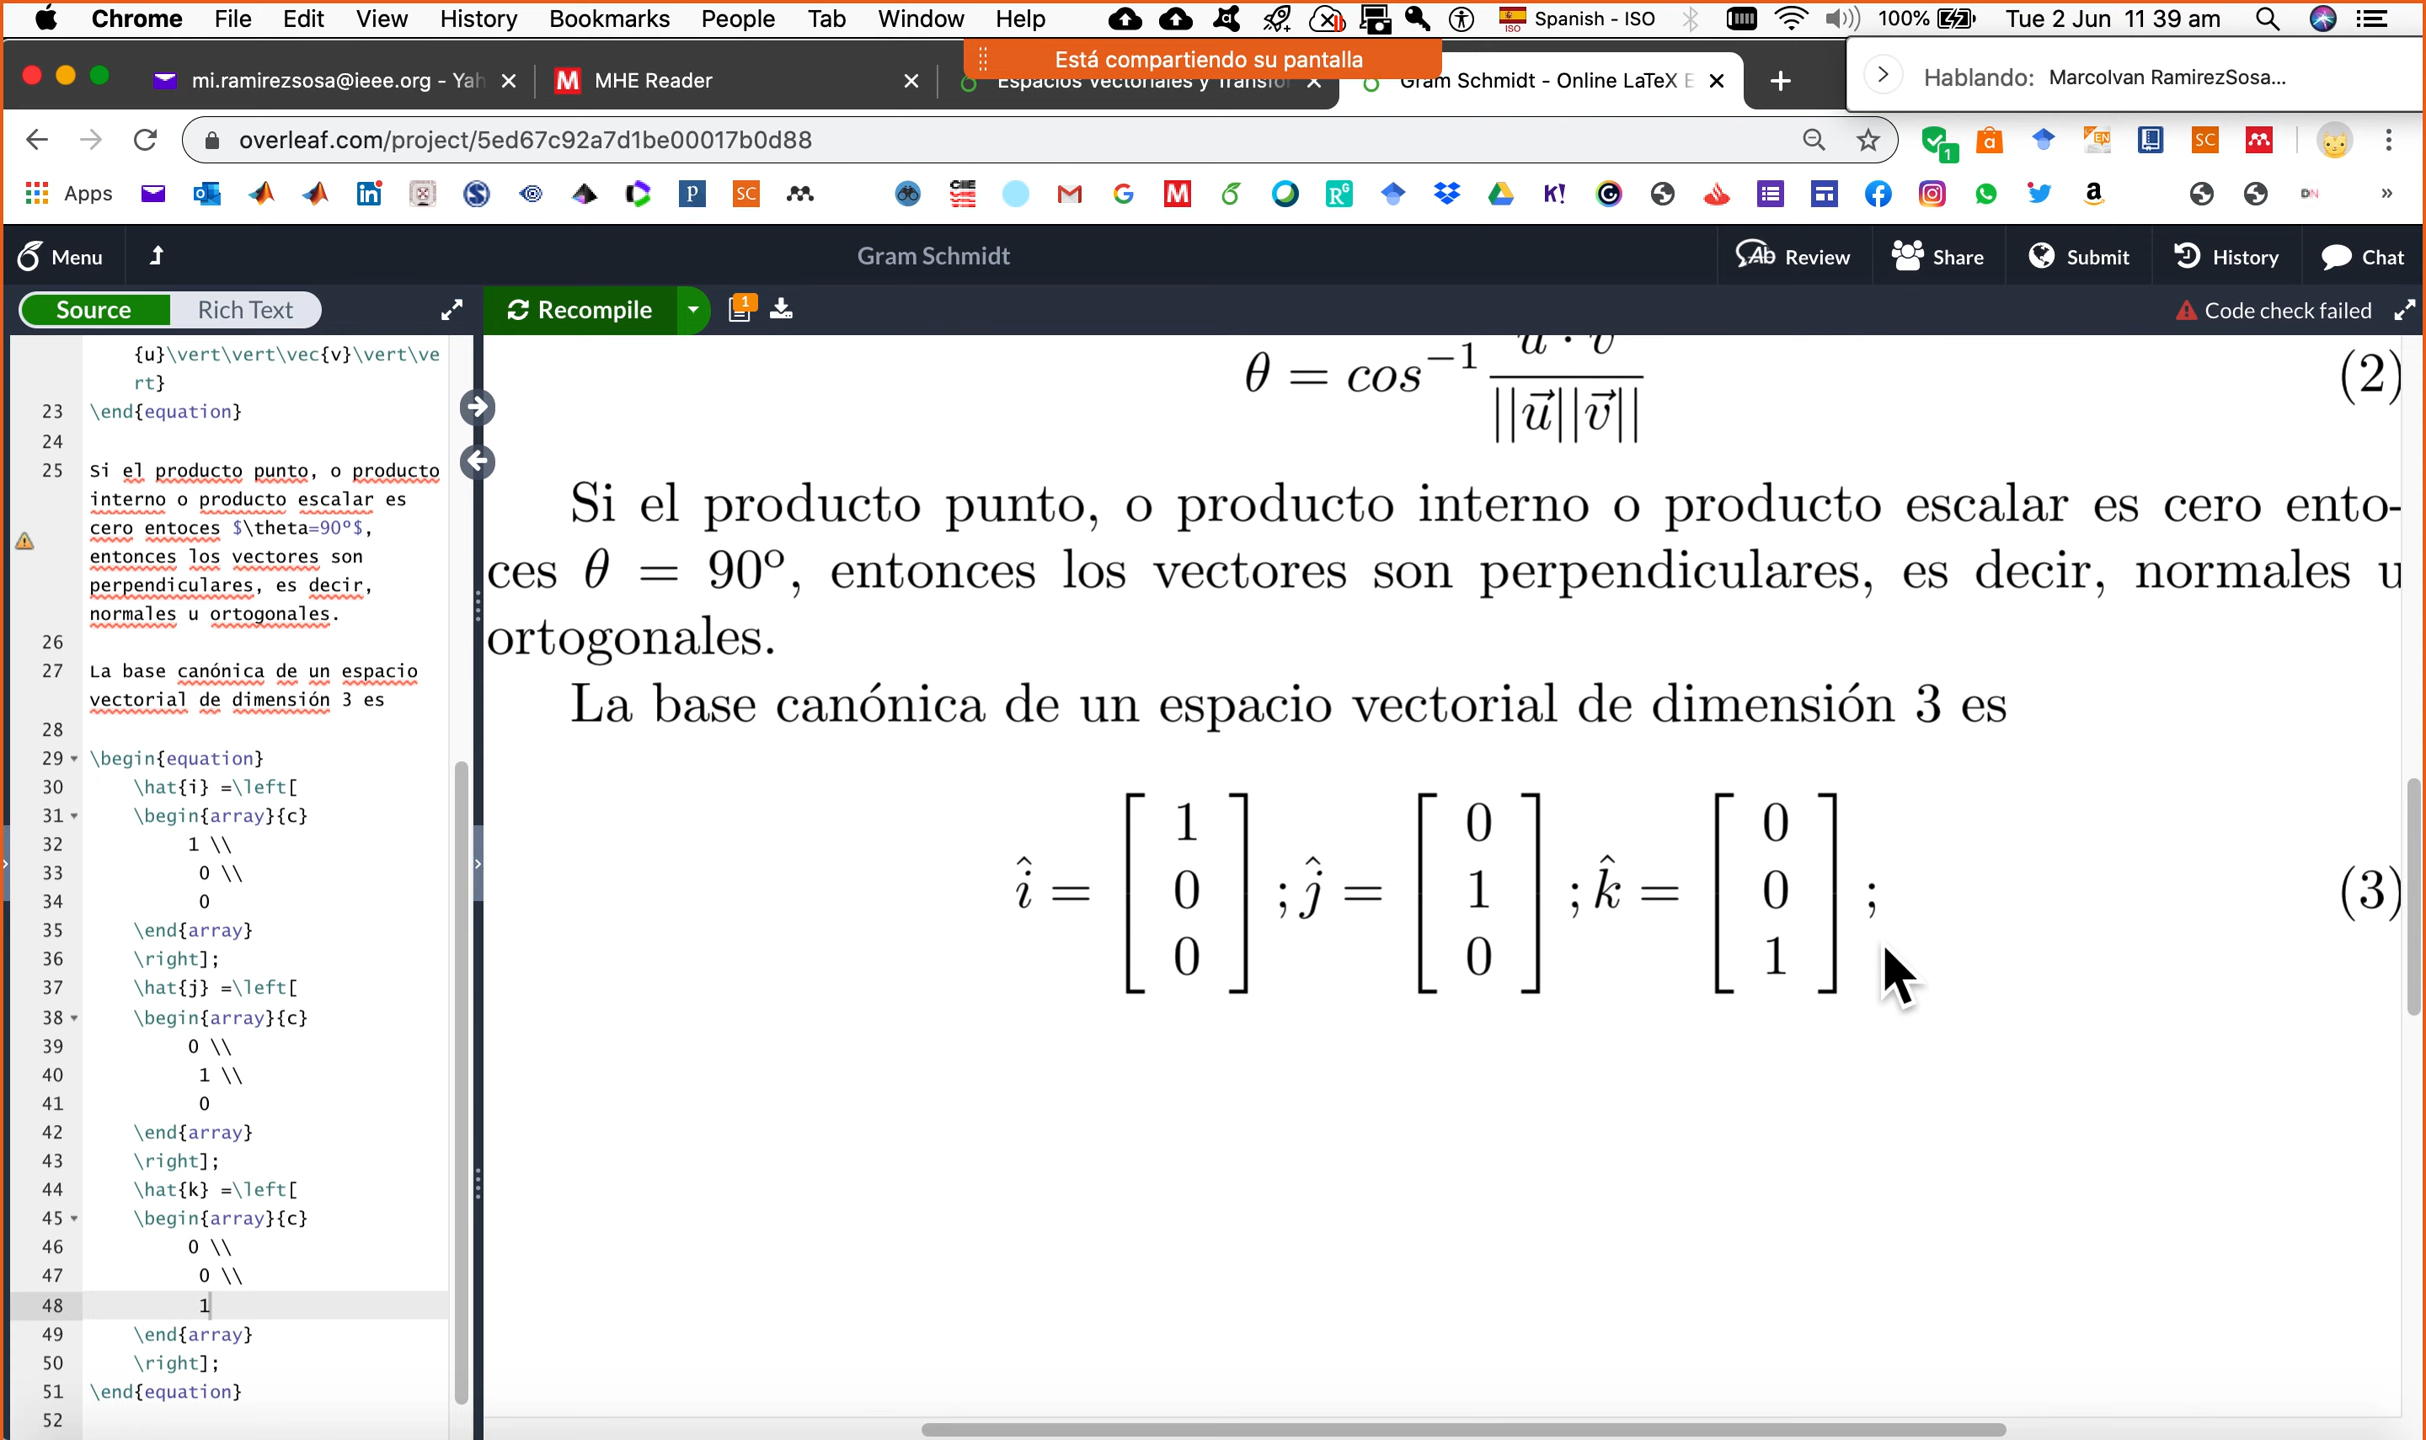 Chrome File Edit View History Bookmarks People Tab Window Help Spanish - ISO 100% Tue 2 Jun 11 39 am
Está compartiendo su pantalla
mi.ramirezsosa@ieee.org - Yah MHE Reader Espacios Vectoriales y Transfor Gram Schmidt - Online LaTeX E Hablando: MarcoIvan RamirezSosa...
overleaf.com/project/5ed67c92a7d1be00017b0d88
Apps
Menu Gram Schmidt Review Share Submit History Chat
Source Rich Text Recompile 1 Code check failed
{u}\vert\vert\vec{v}\vert\ve
rt}
23 \end{equation}
24
25 Si el producto punto, o producto
interno o producto escalar es
cero entoces $\theta=90º$,
entonces los vectores son
perpendiculares, es decir,
normales u ortogonales.
26
27 La base canónica de un espacio
vectorial de dimensión 3 es
28
29 \begin{equation}
30 \hat{i} =\left[
31 \begin{array}{c}
32 1 \\
33 0 \\
34 0
35 \end{array}
36 \right];
37 \hat{j} =\left[
38 \begin{array}{c}
39 0 \\
40 1 \\
41 0
42 \end{array}
43 \right];
44 \hat{k} =\left[
45 \begin{array}{c}
46 0 \\
47 0 \\
48 1
49 \end{array}
50 \right];
51 \end{equation}
52
θ = cos⁻¹ u⃗ · v⃗ / ||u⃗||v⃗|| (2)
Si el producto punto, o producto interno o producto escalar es cero ento-
ces θ = 90º, entonces los vectores son perpendiculares, es decir, normales u
ortogonales.
La base canónica de un espacio vectorial de dimensión 3 es
î = [1 0 0] ; ĵ = [0 1 0] ; k̂ = [0 0 1] ; (3)